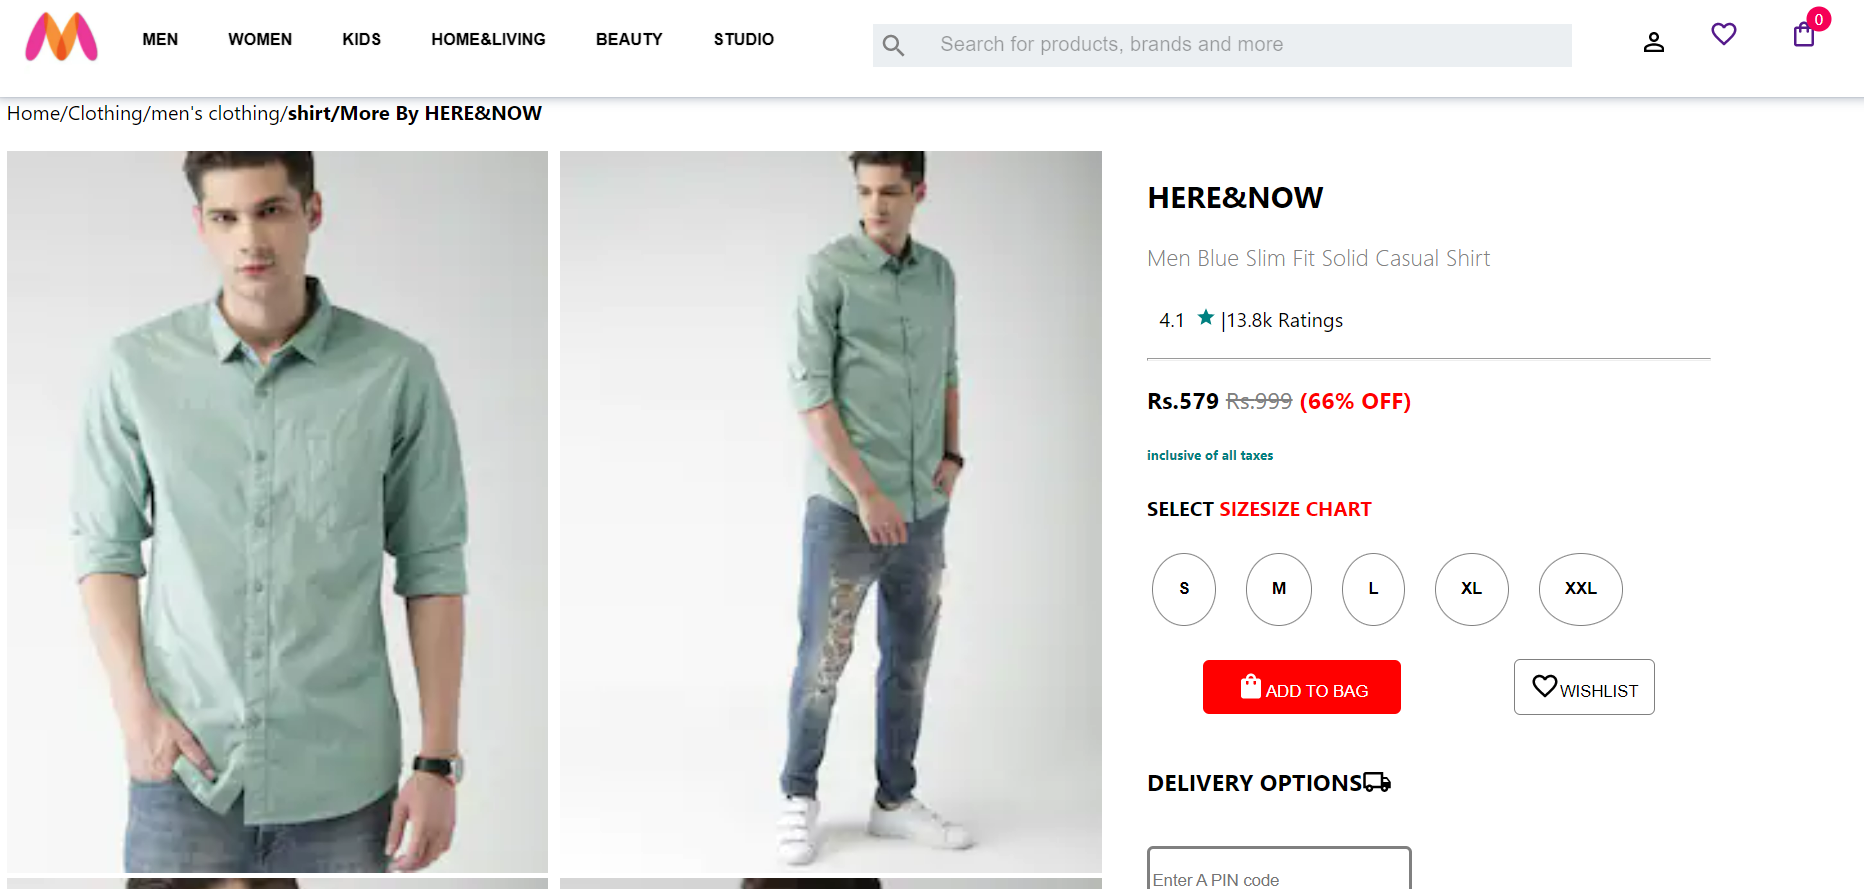 MEN WOMEN KIDS HOME&LIVING BEAUTY STUDIO Search for products, brands and more 0
Home/Clothing/men's clothing/shirt/More By HERE&NOW
HERE&NOW
Men Blue Slim Fit Solid Casual Shirt
4.1 |13.8k Ratings
Rs.579 Rs.999 (66% OFF)
inclusive of all taxes
SELECT SIZESIZE CHART
S M L XL XXL
ADD TO BAG WISHLIST
DELIVERY OPTIONS
Enter A PIN code